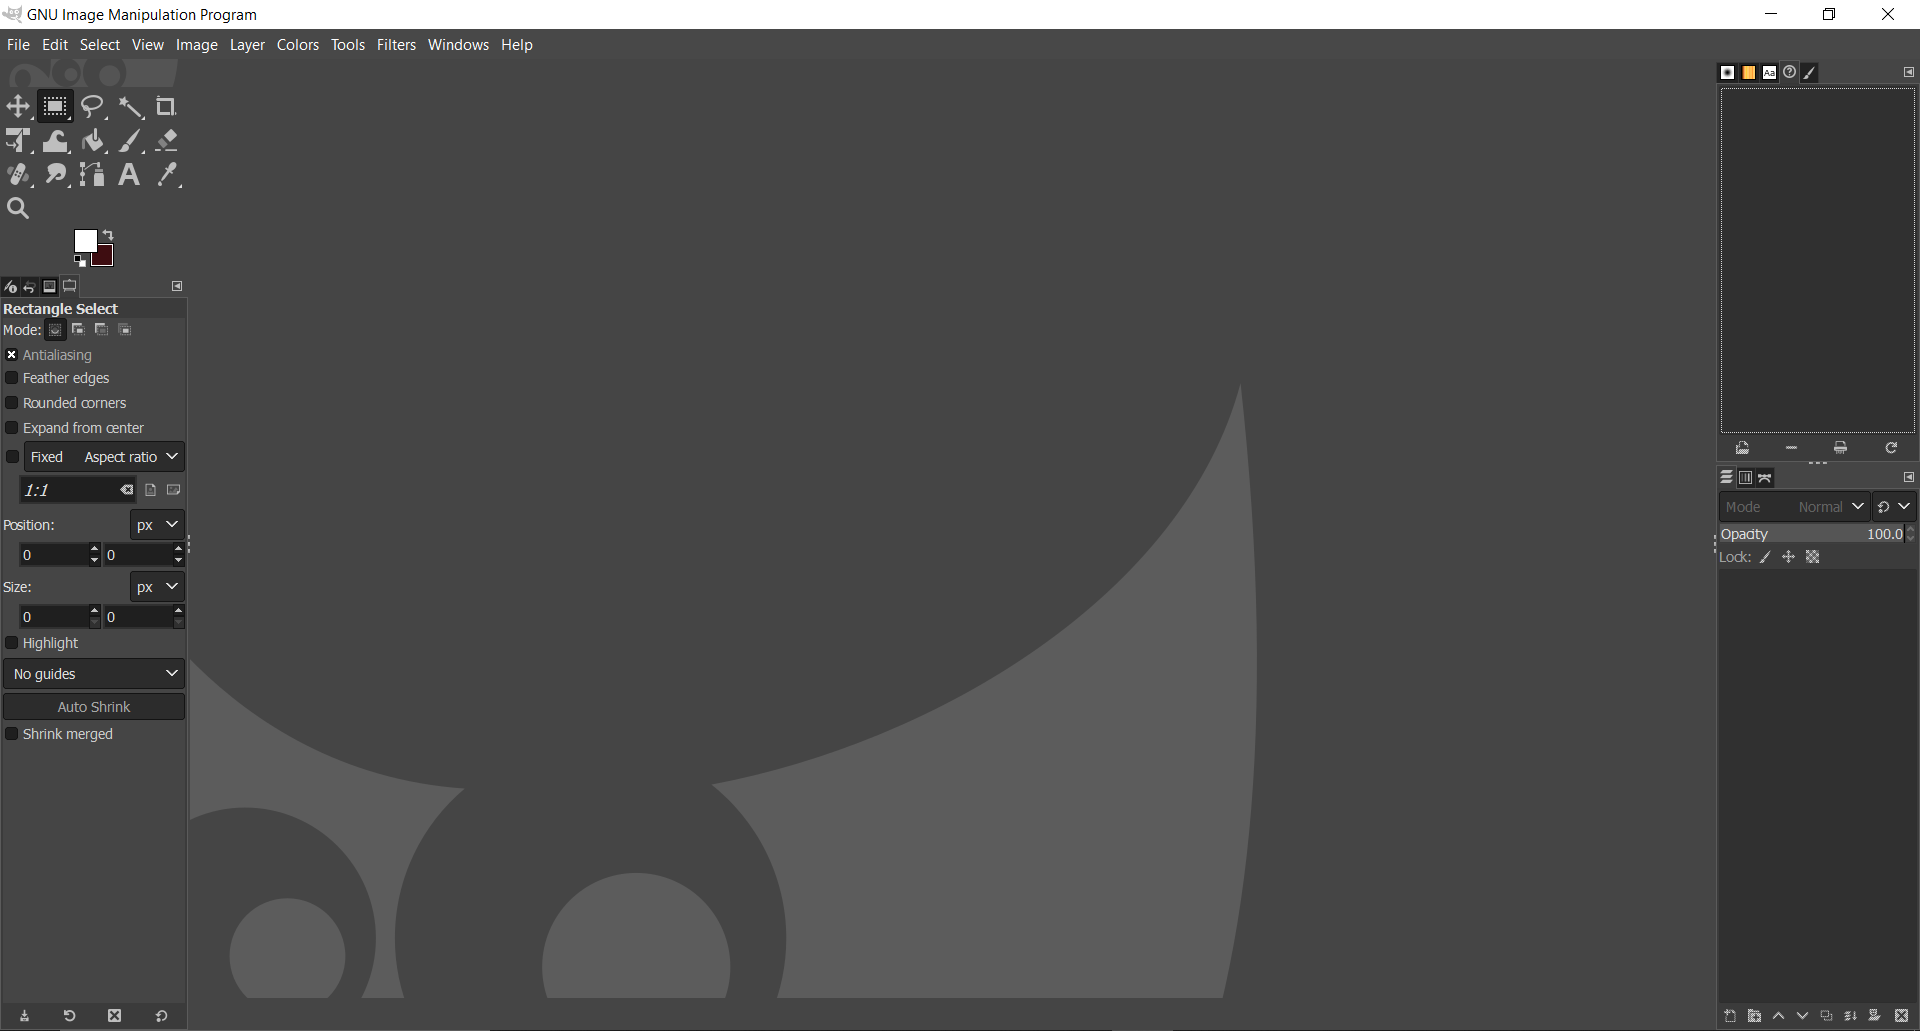 GNU Image Manipulation Program
File Edit Select View Image Layer Colors Tools Filters Windows Help
Aa
A
Rectangle Select
Mode:
Antialiasing
Feather edges
Rounded corners
Expand from center
Fixed Aspect ratio
1:1
Position: px
0 0
Size: px
0 0
Highlight
No guides
Auto Shrink
Shrink merged
Mode Normal
Opacity 100.0
Lock: